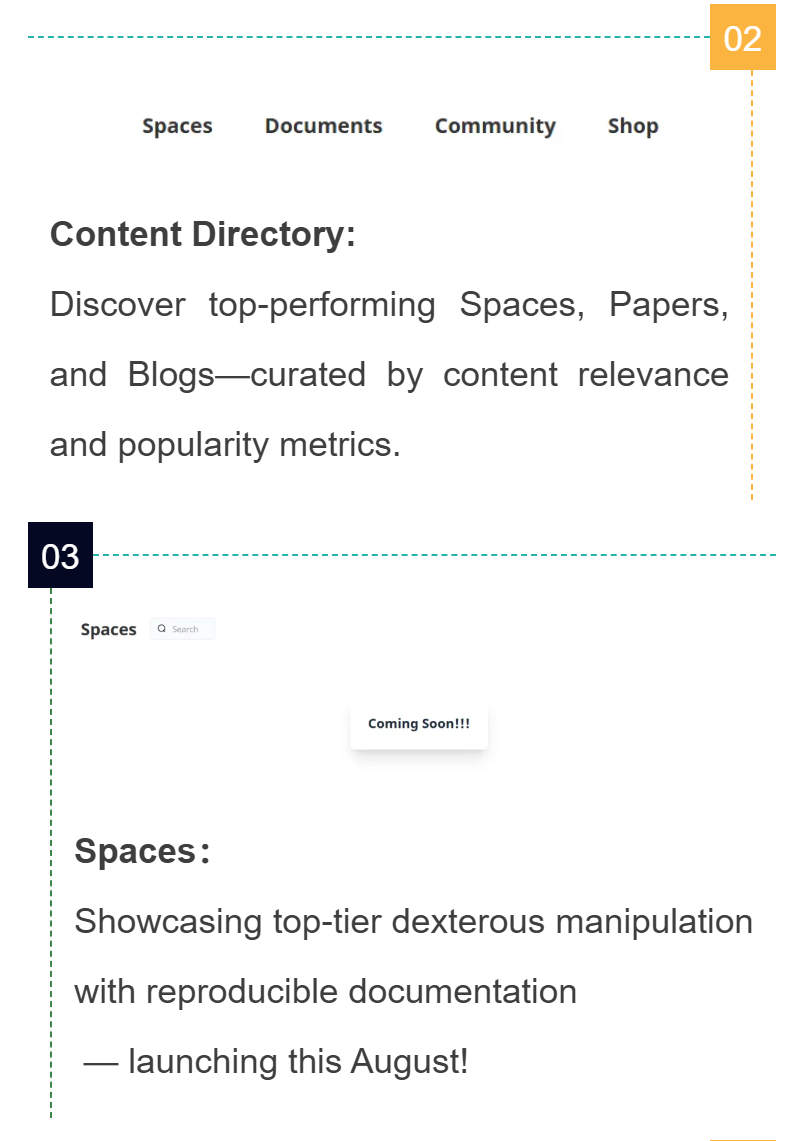 02
Spaces Documents Community Shop
Content Directory:
Discover top-performing Spaces, Papers,
and Blogs—curated by content relevance
and popularity metrics.
03
Spaces Search
Coming Soon!!!
Spaces：
Showcasing top-tier dexterous manipulation
with reproducible documentation
— launching this August!